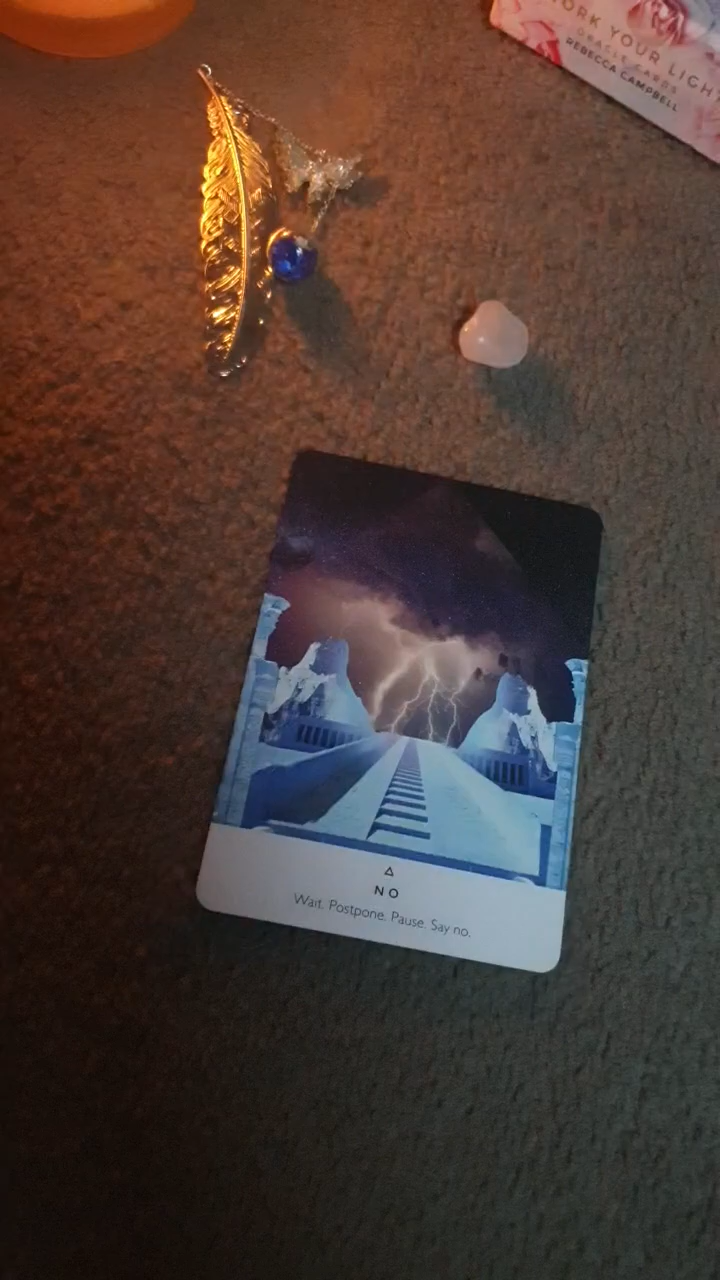 WORK YOUR LIGHT
ORACLE CARDS
REBECCA CAMPBELL
NO
Wait. Postpone. Pause. Say no.